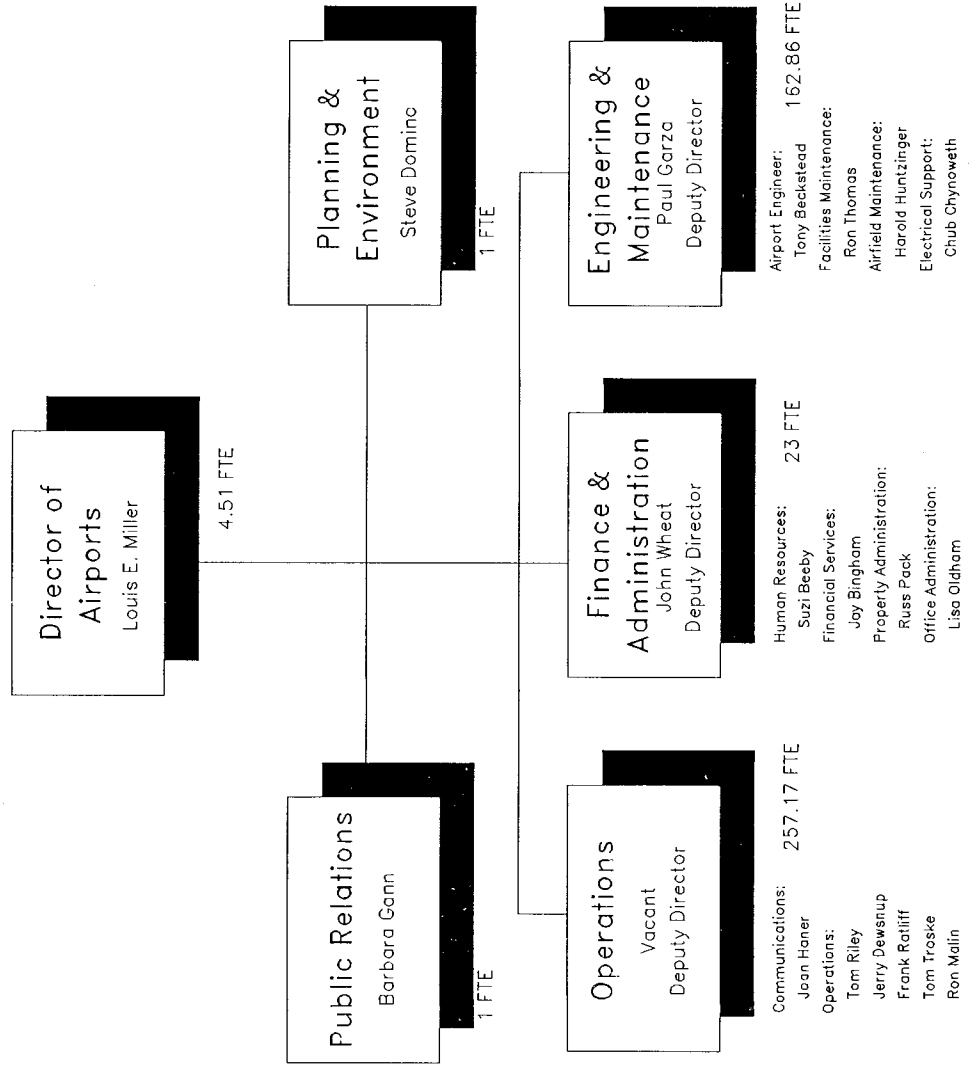 Director of
Airports
Louis E. Miller
4.51 FTE
Public Relations
Barbara Gann
1 FTE
Planning &
Environment
Steve Domino
1 FTE
Operations
Vacant
Deputy Director
257.17 FTE
Communications:
Joan Haner
Operations:
Tom Riley
Jerry Dewsnup
Frank Ratliff
Tom Troske
Ron Malin
Finance &
Administration
John Wheat
Deputy Director
23 FTE
Human Resources:
Suzi Beeby
Financial Services:
Jay Bingham
Property Administration:
Russ Pack
Office Administration:
Lisa Oldham
Engineering &
Maintenance
Paul Garza
Deputy Director
162.86 FTE
Airport Engineer:
Tony Beckstead
Facilities Maintenance:
Ron Thomas
Airfield Maintenance:
Harold Huntzinger
Electrical Support:
Chub Chynoweth